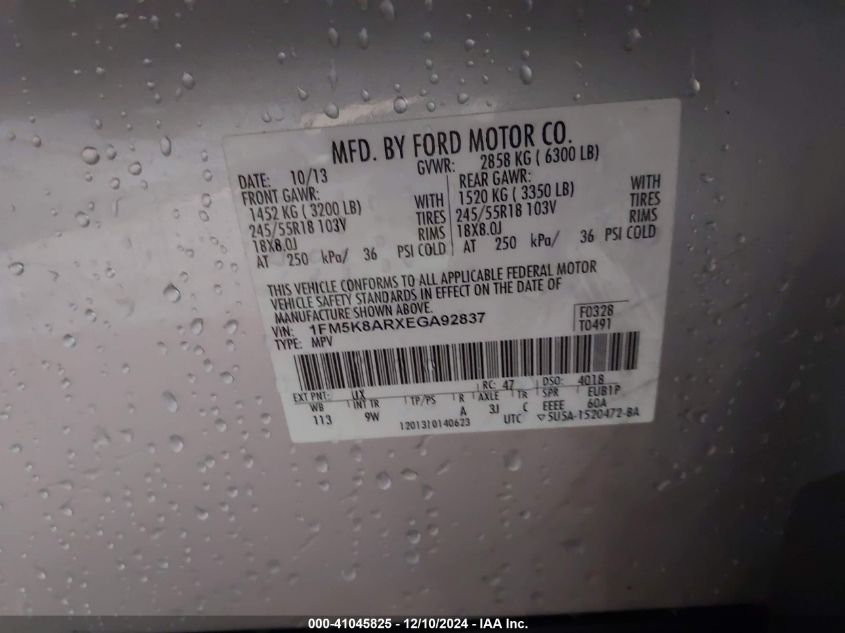 MFD. BY FORD MOTOR CO.
DATE: 10/13 GVWR: 2858 KG ( 6300 LB)
FRONT GAWR: REAR GAWR:
1452 KG ( 3200 LB) WITH 1520 KG ( 3350 LB) WITH
245/55R18 103V TIRES 245/55R18 103V TIRES
18X8.0J RIMS 18X8.0J RIMS
AT 250 kPa/ 36 PSI COLD AT 250 kPa/ 36 PSI COLD
THIS VEHICLE CONFORMS TO ALL APPLICABLE FEDERAL MOTOR
VEHICLE SAFETY STANDARDS IN EFFECT ON THE DATE OF
MANUFACTURE SHOWN ABOVE.
VIN: 1FM5K8ARXEGA92837 F0328
TYPE: MPV T0491
EXT PNT: UX RC: 47 DSO: 4018
WB INT TR TP/PS R AXLE TR SPR EUB1P
113 9W A 3J C EEEE 60A
1201310140623 UTC ▽5U5A-1520472-BA
000-41045825 - 12/10/2024 - IAA Inc.